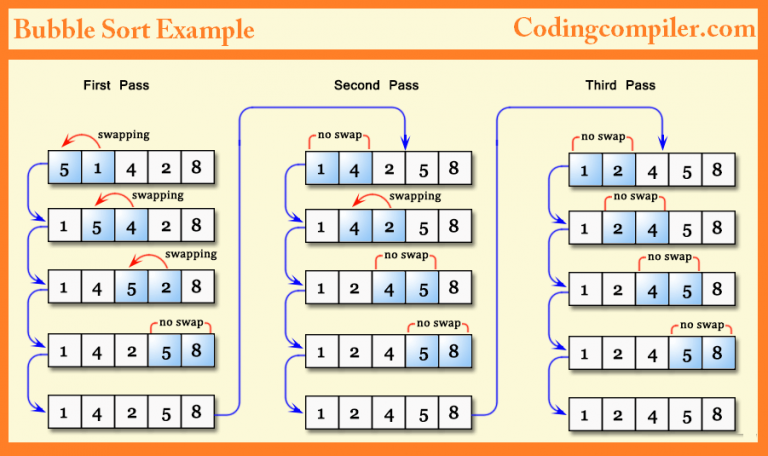 Bubble Sort Example
Codingcompiler.com
First Pass
swapping
5 1 4 2 8
swapping
1 5 4 2 8
swapping
1 4 5 2 8
no swap
1 4 2 5 8
1 4 2 5 8
Second Pass
no swap
1 4 2 5 8
swapping
1 4 2 5 8
no swap
1 2 4 5 8
no swap
1 2 4 5 8
1 2 4 5 8
Third Pass
no swap
1 2 4 5 8
no swap
1 2 4 5 8
no swap
1 2 4 5 8
no swap
1 2 4 5 8
1 2 4 5 8